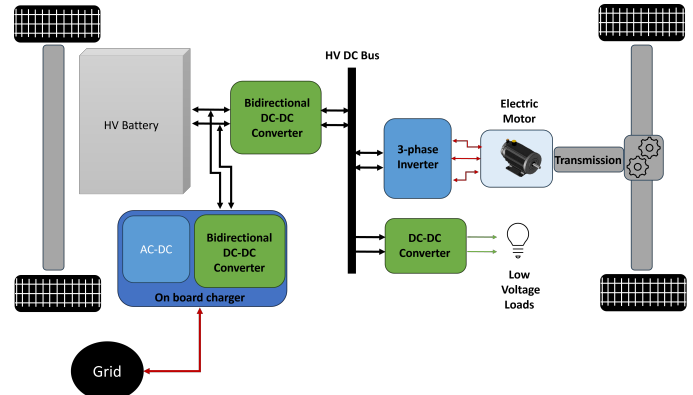 HV DC Bus
HV Battery
Bidirectional
DC-DC
Converter
Electric
Motor
3-phase
Inverter
Transmission
AC-DC
Bidirectional
DC-DC
Converter
On board charger
DC-DC
Converter
Low
Voltage
Loads
Grid